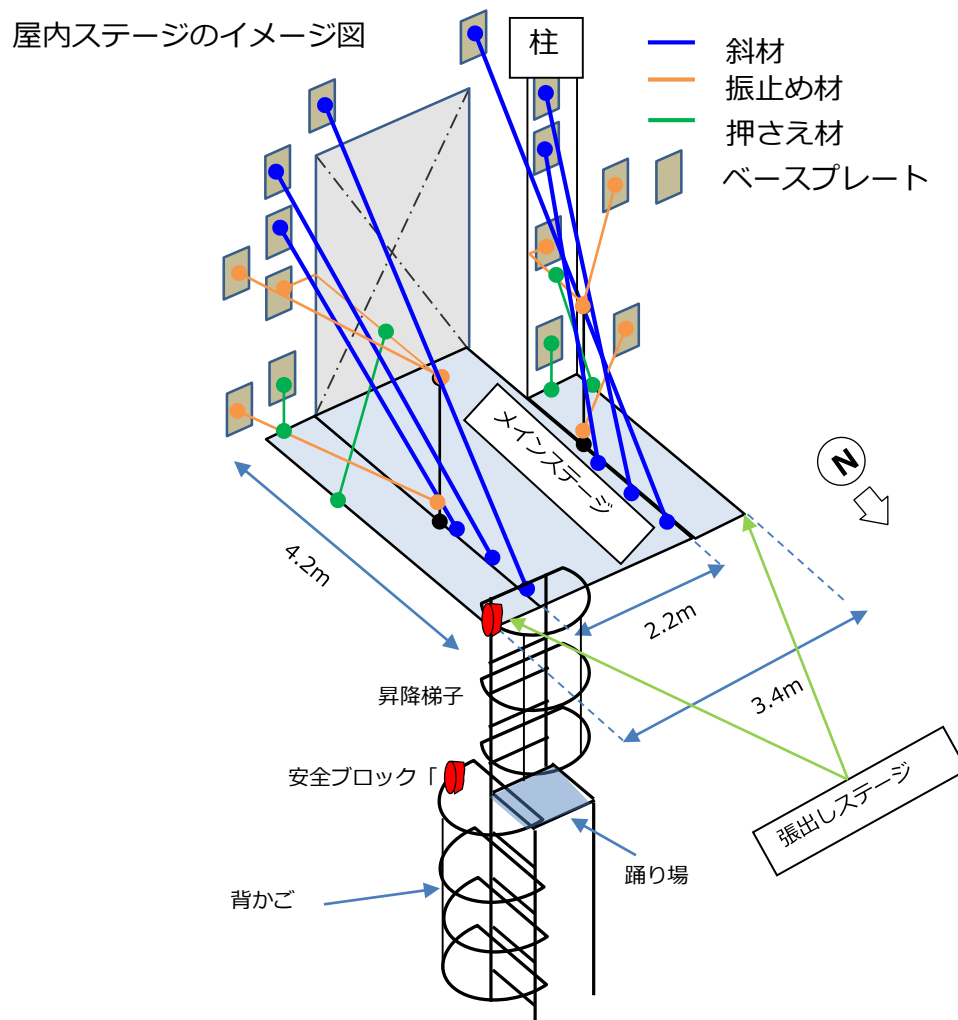 屋内ステージのイメージ図
柱
斜材
振止め材
押さえ材
ベースプレート
メインステージ
N
4.2m
2.2m
3.4m
昇降梯子
安全ブロック「
張出しステージ
踊り場
背かご